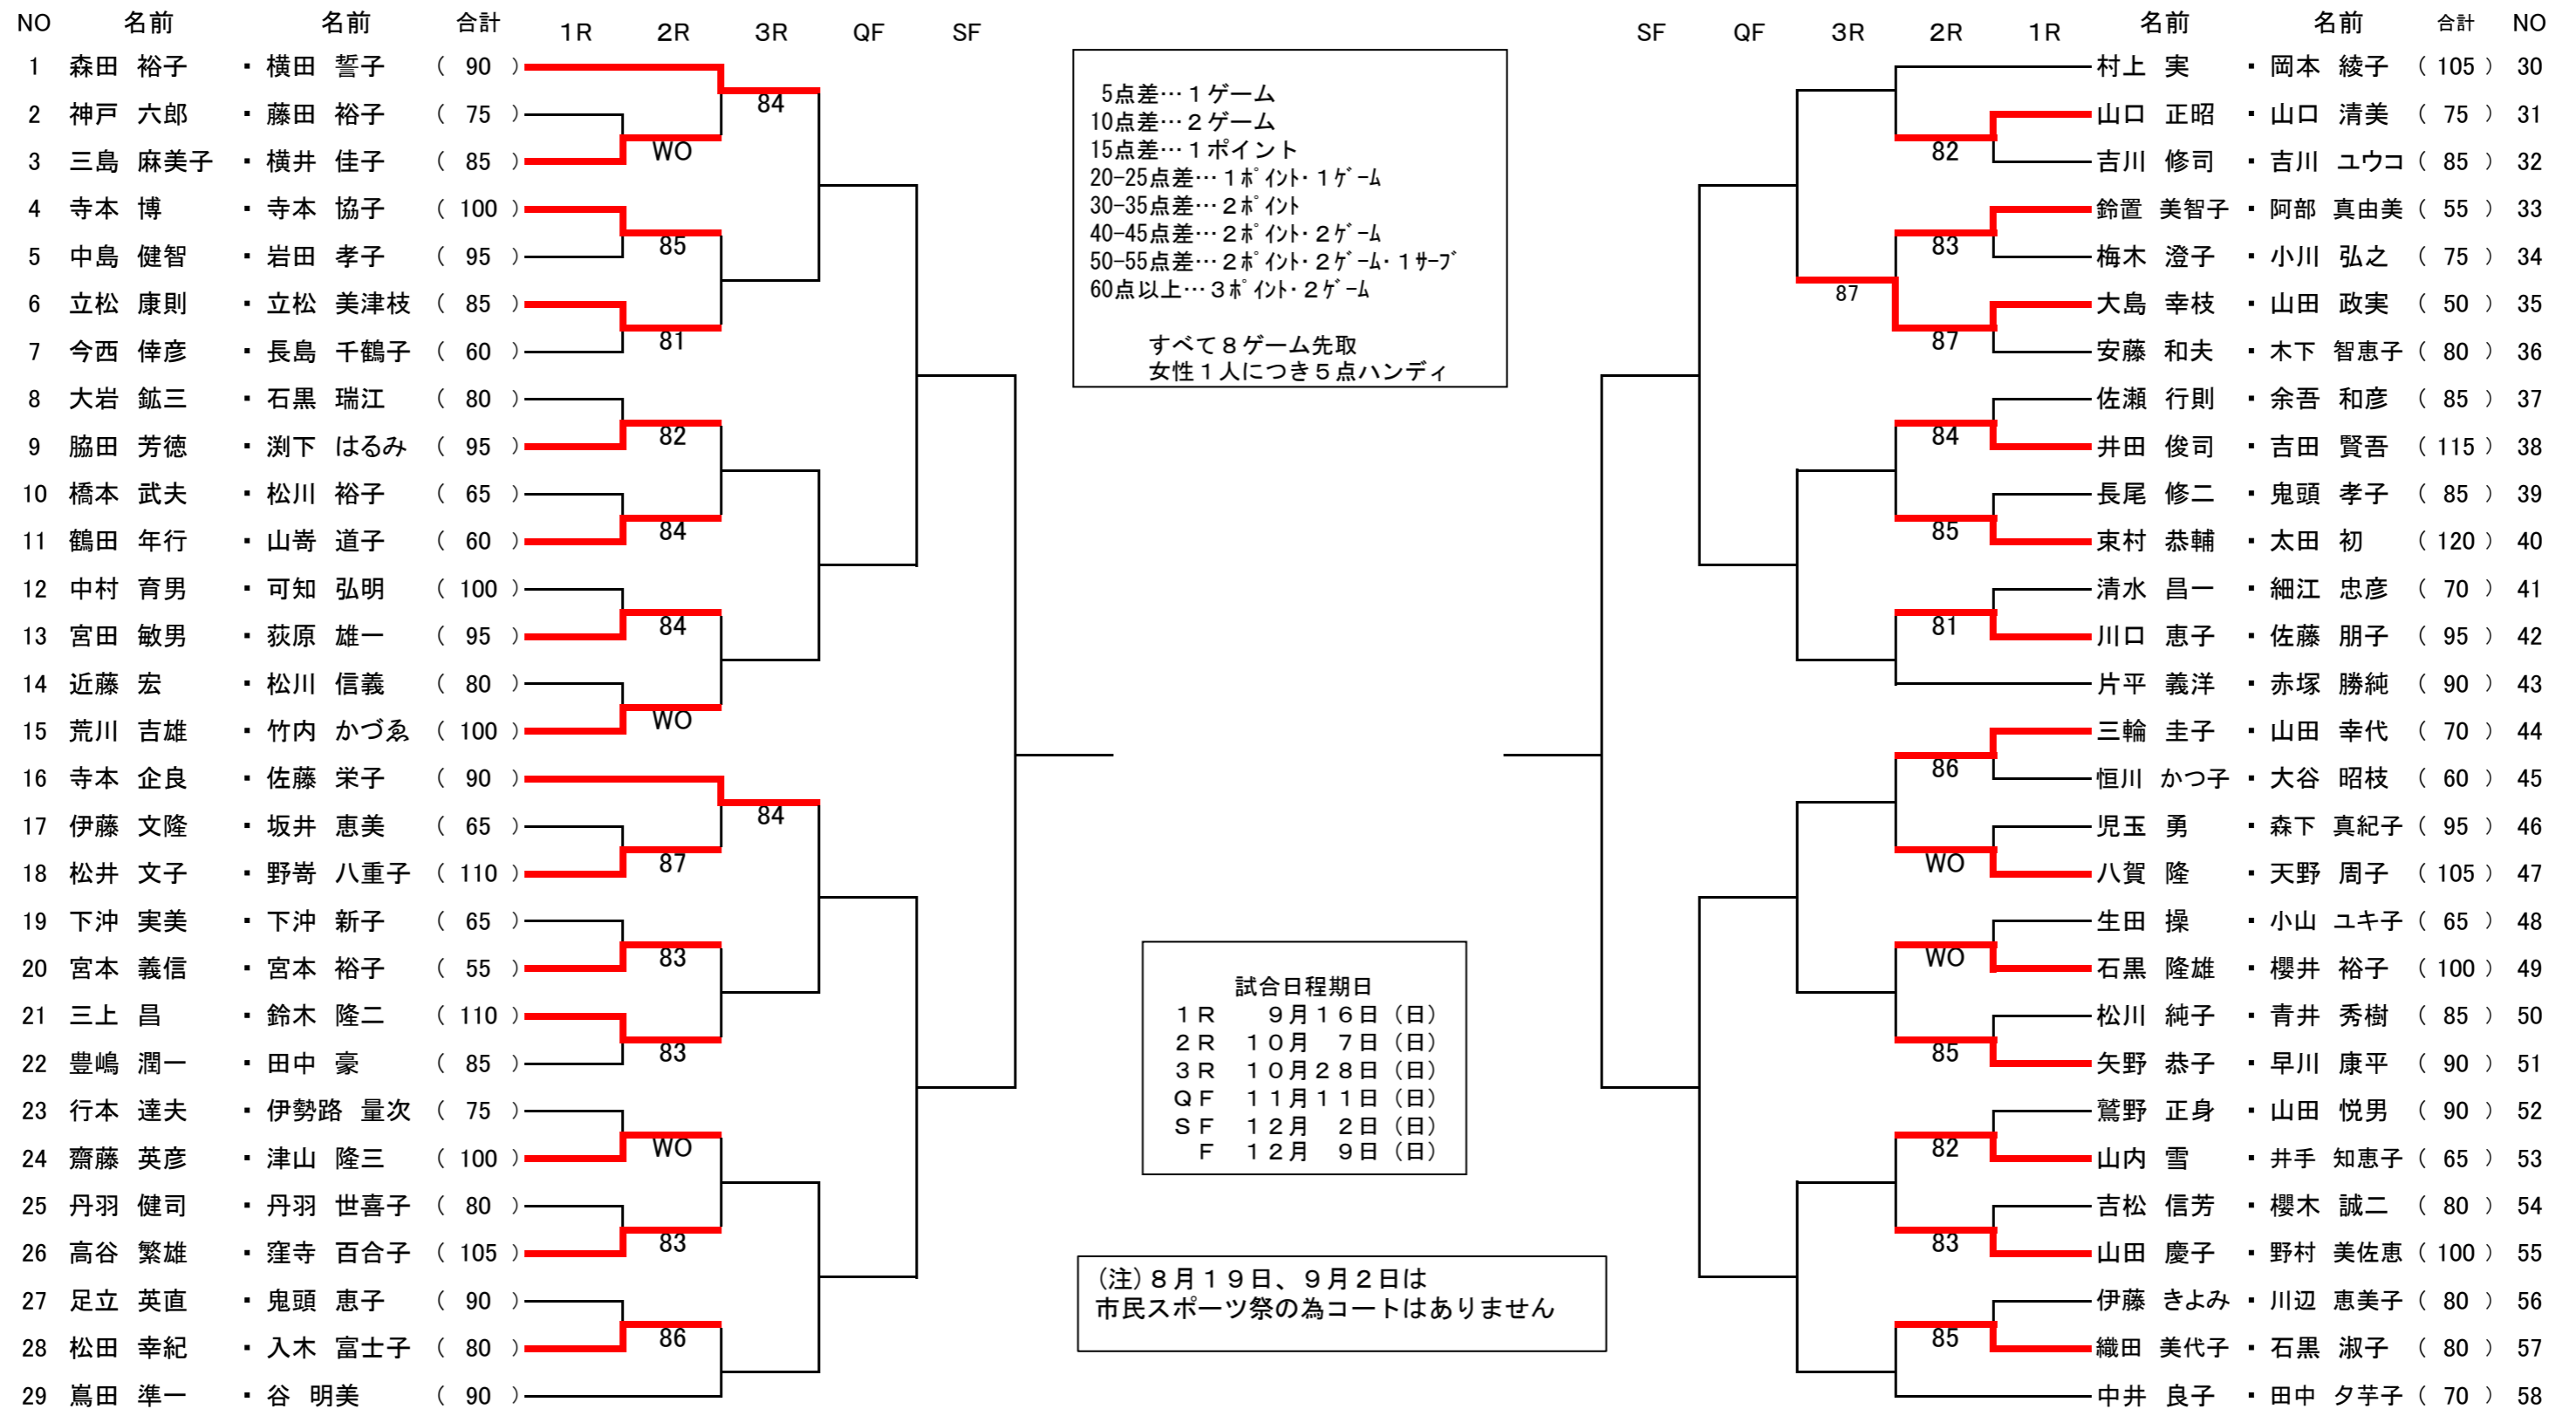 NO 名前 名前 合計 1R 2R 3R QF SF
1 森田 裕子 ・ 横田 誓子 ( 90 )
2 神戸 六郎 ・ 藤田 裕子 ( 75 )
3 三島 麻美子 ・ 横井 佳子 ( 85 )
4 寺本 博 ・ 寺本 協子 ( 100 )
5 中島 健智 ・ 岩田 孝子 ( 95 )
6 立松 康則 ・ 立松 美津枝 ( 85 )
7 今西 倖彦 ・ 長島 千鶴子 ( 60 )
8 大岩 鉱三 ・ 石黒 瑞江 ( 80 )
9 脇田 芳徳 ・ 渕下 はるみ ( 95 )
10 橋本 武夫 ・ 松川 裕子 ( 65 )
11 鶴田 年行 ・ 山嵜 道子 ( 60 )
12 中村 育男 ・ 可知 弘明 ( 100 )
13 宮田 敏男 ・ 荻原 雄一 ( 95 )
14 近藤 宏 ・ 松川 信義 ( 80 )
15 荒川 吉雄 ・ 竹内 かづゑ ( 100 )
16 寺本 企良 ・ 佐藤 栄子 ( 90 )
17 伊藤 文隆 ・ 坂井 恵美 ( 65 )
18 松井 文子 ・ 野嵜 八重子 ( 110 )
19 下沖 実美 ・ 下沖 新子 ( 65 )
20 宮本 義信 ・ 宮本 裕子 ( 55 )
21 三上 昌 ・ 鈴木 隆二 ( 110 )
22 豊嶋 潤一 ・ 田中 豪 ( 85 )
23 行本 達夫 ・ 伊勢路 量次 ( 75 )
24 齋藤 英彦 ・ 津山 隆三 ( 100 )
25 丹羽 健司 ・ 丹羽 世喜子 ( 80 )
26 高谷 繁雄 ・ 窪寺 百合子 ( 105 )
27 足立 英直 ・ 鬼頭 恵子 ( 90 )
28 松田 幸紀 ・ 入木 富士子 ( 80 )
29 嶌田 準一 ・ 谷 明美 ( 90 )
84
WO
85
81
82
84
84
WO
84
87
83
83
WO
83
86
5点差…1ゲーム
10点差…2ゲーム
15点差…1ポイント
20-25点差…1ﾎﾟｲﾝﾄ・1ｹﾞｰﾑ
30-35点差…2ﾎﾟｲﾝﾄ
40-45点差…2ﾎﾟｲﾝﾄ・2ｹﾞｰﾑ
50-55点差…2ﾎﾟｲﾝﾄ・2ｹﾞｰﾑ・1ｻｰﾌﾞ
60点以上…3ﾎﾟｲﾝﾄ・2ｹﾞｰﾑ
すべて8ゲーム先取
女性1人につき5点ハンディ
試合日程期日
1R 9月16日(日)
2R 10月 7日(日)
3R 10月28日(日)
QF 11月11日(日)
SF 12月 2日(日)
F 12月 9日(日)
(注)8月19日、9月2日は
市民スポーツ祭の為コートはありません
SF QF 3R 2R 1R 名前 名前 合計 NO
村上 実 ・ 岡本 綾子 ( 105 ) 30
山口 正昭 ・ 山口 清美 ( 75 ) 31
吉川 修司 ・ 吉川 ユウコ ( 85 ) 32
鈴置 美智子 ・ 阿部 真由美 ( 55 ) 33
梅木 澄子 ・ 小川 弘之 ( 75 ) 34
大島 幸枝 ・ 山田 政実 ( 50 ) 35
安藤 和夫 ・ 木下 智恵子 ( 80 ) 36
佐瀬 行則 ・ 余吾 和彦 ( 85 ) 37
井田 俊司 ・ 吉田 賢吾 ( 115 ) 38
長尾 修二 ・ 鬼頭 孝子 ( 85 ) 39
束村 恭輔 ・ 太田 初 ( 120 ) 40
清水 昌一 ・ 細江 忠彦 ( 70 ) 41
川口 恵子 ・ 佐藤 朋子 ( 95 ) 42
片平 義洋 ・ 赤塚 勝純 ( 90 ) 43
三輪 圭子 ・ 山田 幸代 ( 70 ) 44
恒川 かつ子 ・ 大谷 昭枝 ( 60 ) 45
児玉 勇 ・ 森下 真紀子 ( 95 ) 46
八賀 隆 ・ 天野 周子 ( 105 ) 47
生田 操 ・ 小山 ユキ子 ( 65 ) 48
石黒 隆雄 ・ 櫻井 裕子 ( 100 ) 49
松川 純子 ・ 青井 秀樹 ( 85 ) 50
矢野 恭子 ・ 早川 康平 ( 90 ) 51
鷲野 正身 ・ 山田 悦男 ( 90 ) 52
山内 雪 ・ 井手 知恵子 ( 65 ) 53
吉松 信芳 ・ 櫻木 誠二 ( 80 ) 54
山田 慶子 ・ 野村 美佐恵 ( 100 ) 55
伊藤 きよみ ・ 川辺 恵美子 ( 80 ) 56
織田 美代子 ・ 石黒 淑子 ( 80 ) 57
中井 良子 ・ 田中 夕芋子 ( 70 ) 58
82
83
87
87
84
85
81
86
WO
WO
85
82
83
85